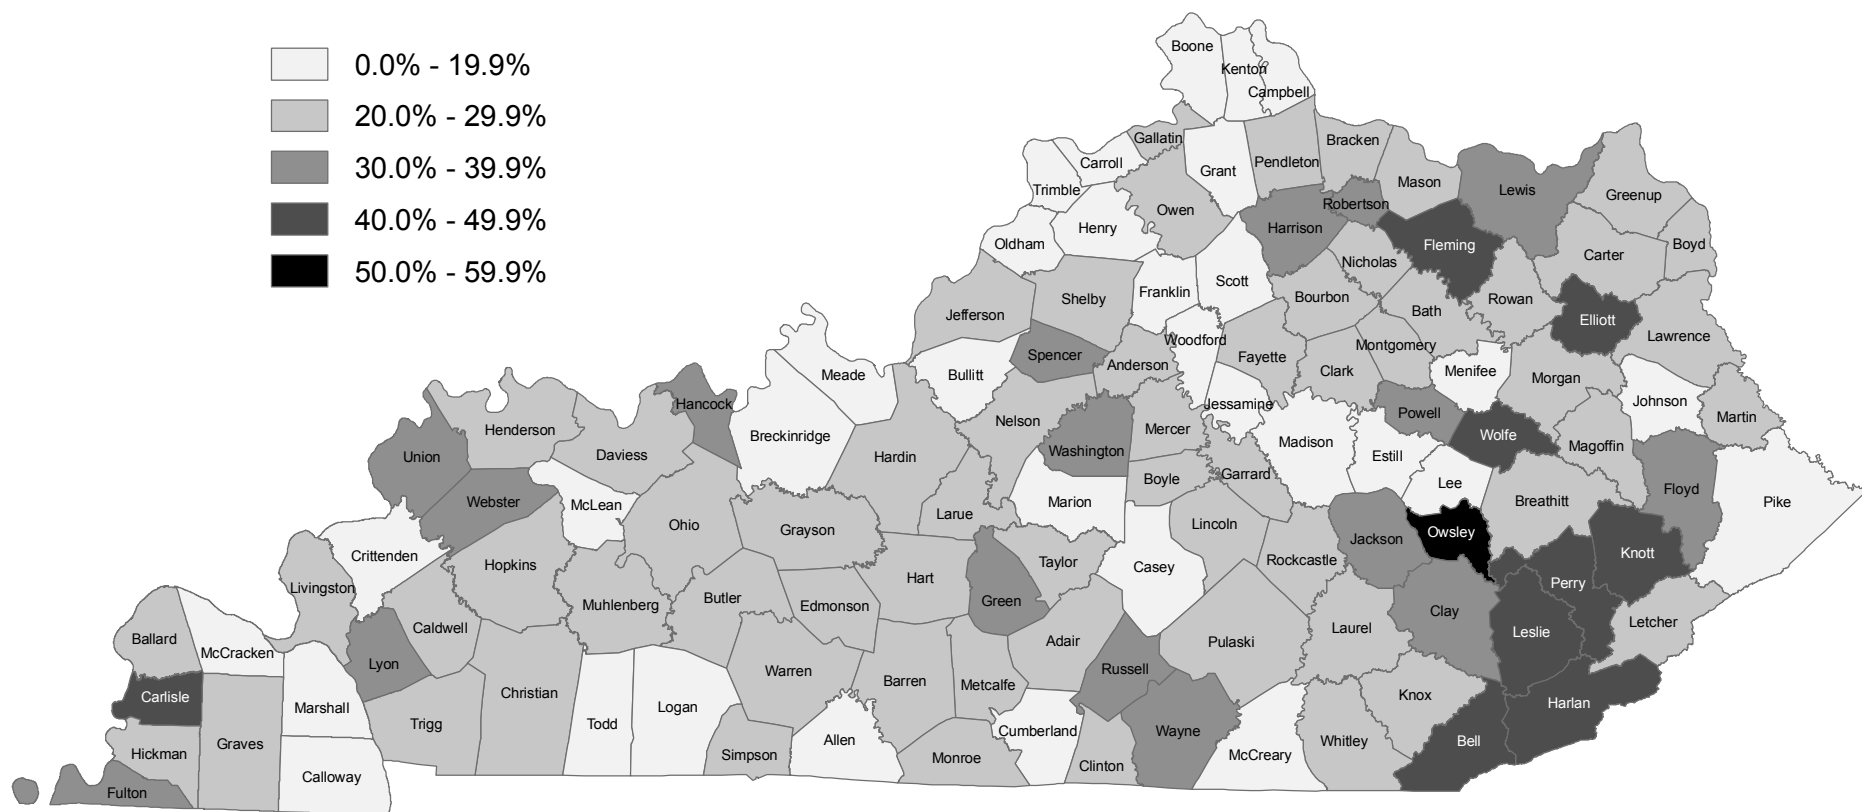 0.0% - 19.9%
20.0% - 29.9%
30.0% - 39.9%
40.0% - 49.9%
50.0% - 59.9%
Boone
Kenton
Campbell
Gallatin
Carroll
Grant
Pendleton
Bracken
Mason
Lewis
Greenup
Trimble
Owen
Robertson
Harrison
Henry
Oldham
Fleming
Boyd
Carter
Nicholas
Scott
Franklin
Shelby
Bourbon
Rowan
Bath
Jefferson
Elliott
Lawrence
Woodford
Montgomery
Spencer
Fayette
Anderson
Clark
Menifee
Morgan
Meade
Bullitt
Johnson
Martin
Hancock
Jessamine
Powell
Nelson
Mercer
Henderson
Breckinridge
Wolfe
Madison
Magoffin
Washington
Daviess
Union
Hardin
Estill
Garrard
Boyle
Lee
Floyd
Webster
McLean
Marion
Breathitt
Pike
Larue
Ohio
Grayson
Lincoln
Owsley
Jackson
Knott
Crittenden
Hopkins
Taylor
Rockcastle
Casey
Hart
Perry
Livingston
Butler
Muhlenberg
Edmonson
Green
Clay
Letcher
Caldwell
Laurel
Leslie
Ballard
Adair
Pulaski
McCracken
Lyon
Warren
Russell
Barren
Metcalfe
Carlisle
Christian
Knox
Harlan
Marshall
Logan
Trigg
Todd
Cumberland
Wayne
Allen
Whitley
Bell
Graves
Hickman
Simpson
Monroe
McCreary
Clinton
Calloway
Fulton